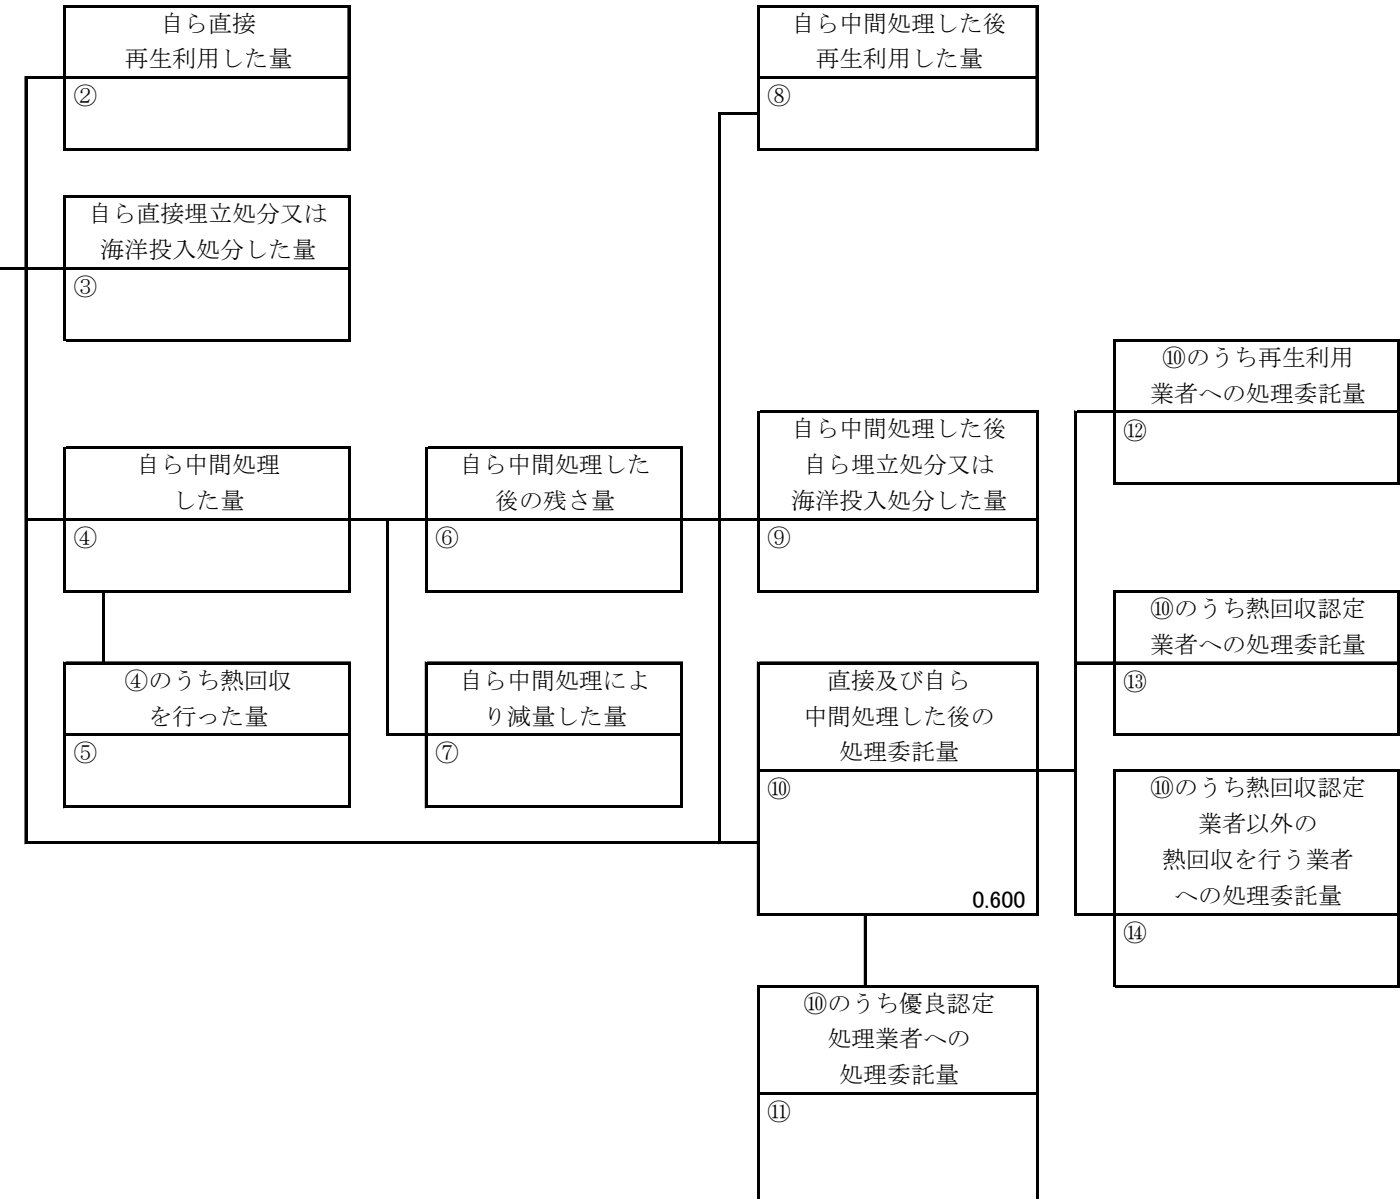 自ら直接
再生利用した量
②
自ら中間処理した後
再生利用した量
⑧
自ら直接埋立処分又は
海洋投入処分した量
③
⑩のうち再生利用
業者への処理委託量
⑫
自ら中間処理
した量
④
自ら中間処理した
後の残さ量
⑥
自ら中間処理した後
自ら埋立処分又は
海洋投入処分した量
⑨
⑩のうち熱回収認定
業者への処理委託量
⑬
④のうち熱回収
を行った量
⑤
自ら中間処理によ
り減量した量
⑦
直接及び自ら
中間処理した後の
処理委託量
⑩
0.600
⑩のうち熱回収認定
業者以外の
熱回収を行う業者
への処理委託量
⑭
⑩のうち優良認定
処理業者への
処理委託量
⑪